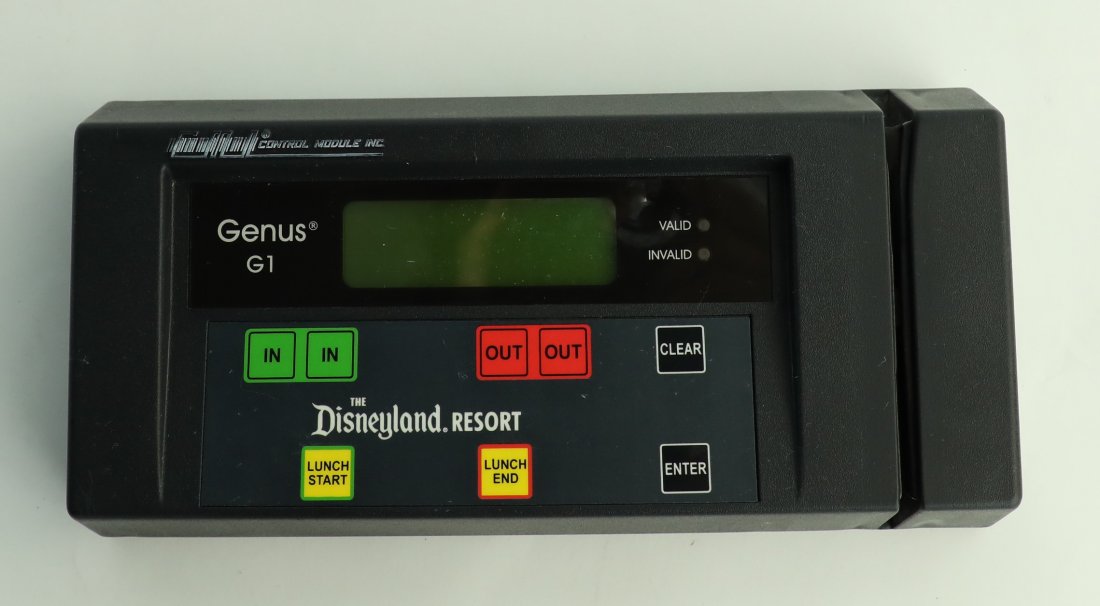 CONTROL MODULE INC.
Genus®
G1
VALID
INVALID
IN IN
OUT OUT
CLEAR
THE
Disneyland® RESORT
LUNCH
START
LUNCH
END
ENTER